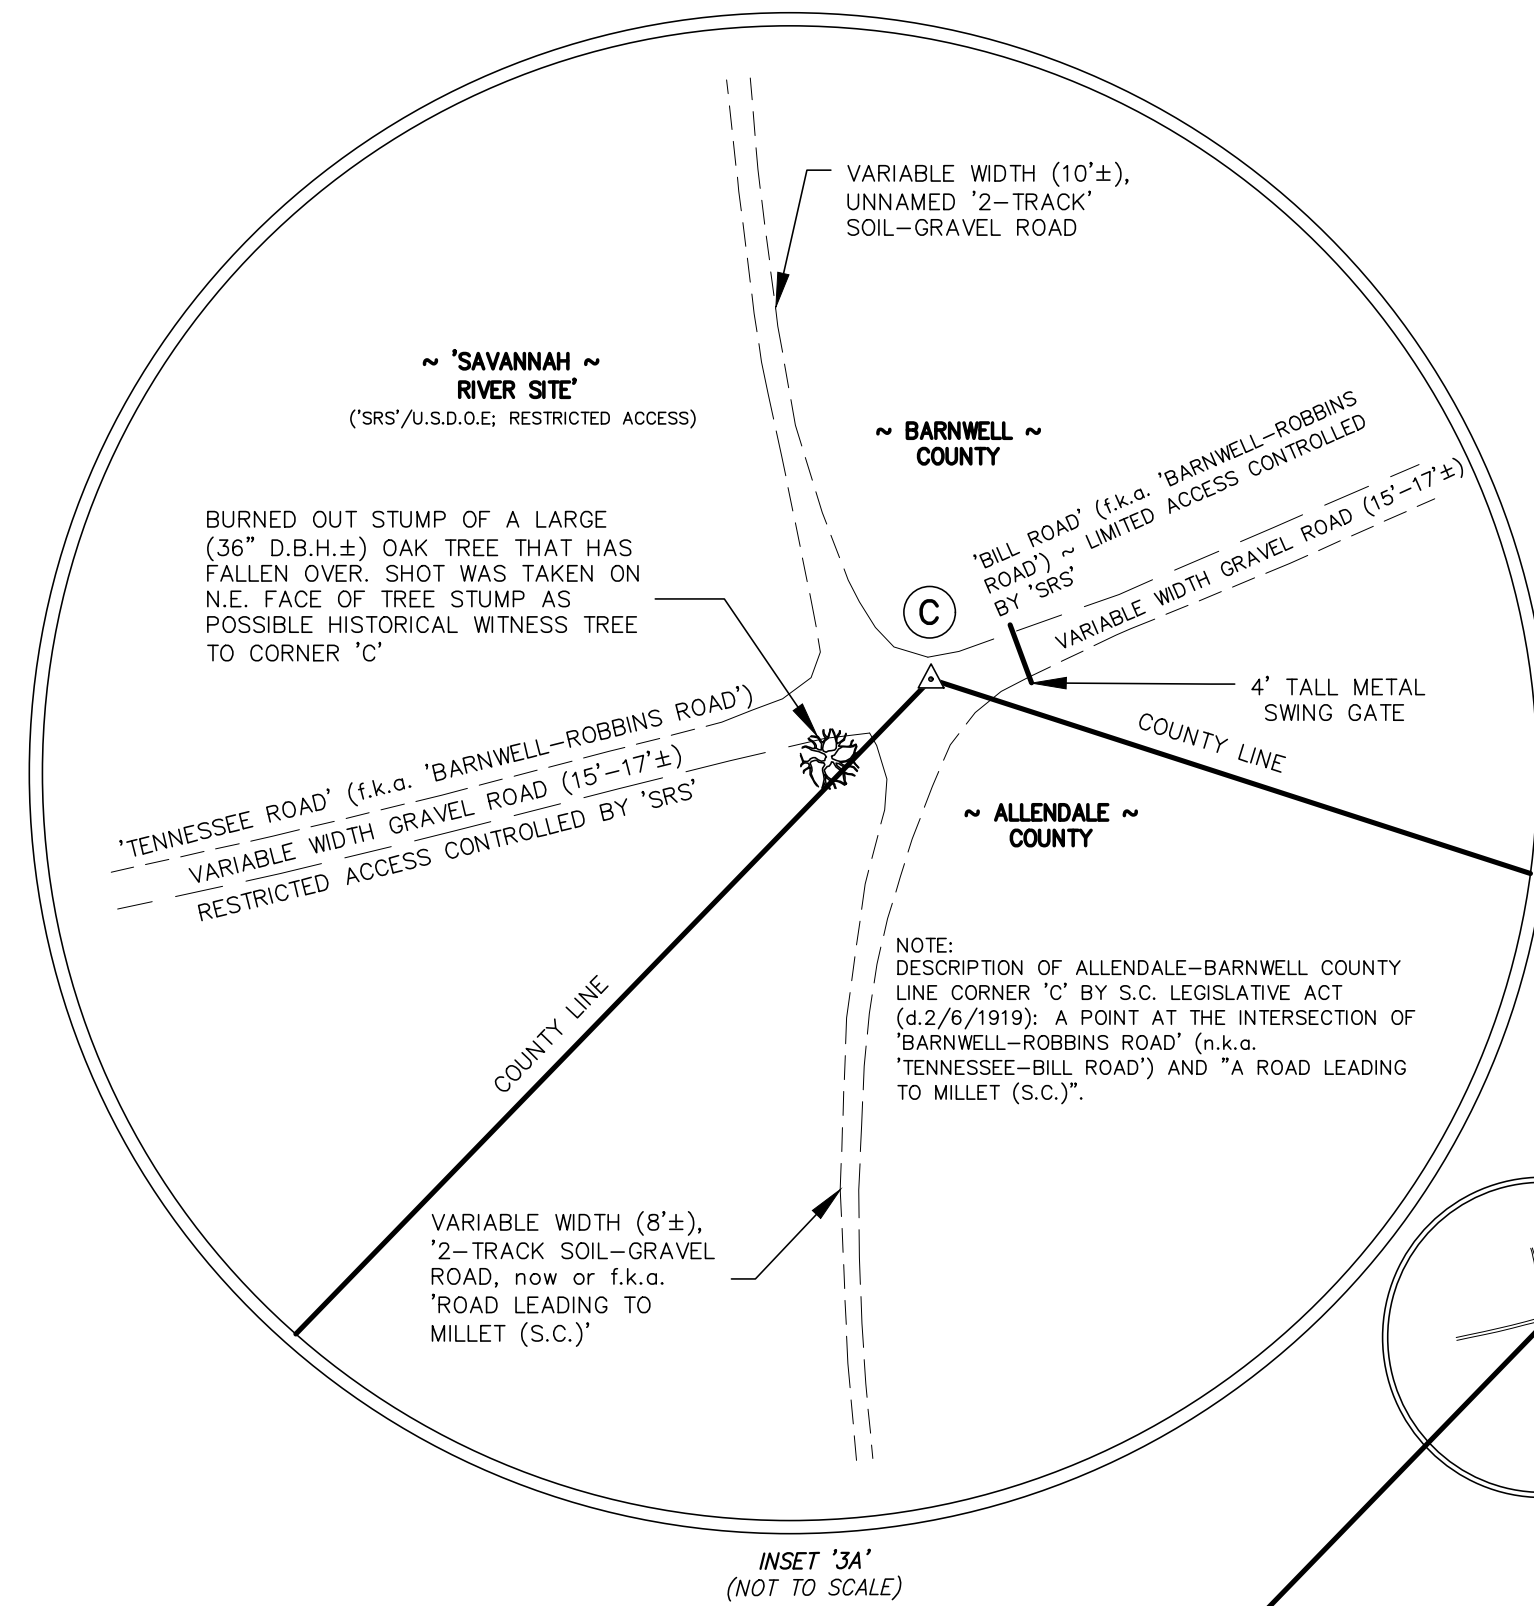 VARIABLE WIDTH (10'±),
UNNAMED '2-TRACK'
SOIL-GRAVEL ROAD
~ 'SAVANNAH ~
RIVER SITE'
('SRS'/U.S.D.O.E; RESTRICTED ACCESS)
~ BARNWELL ~
COUNTY
'BILL ROAD' (f.k.a. 'BARNWELL-ROBBINS
ROAD') ~ LIMITED ACCESS CONTROLLED
BY 'SRS'
VARIABLE WIDTH GRAVEL ROAD (15'-17'±)
BURNED OUT STUMP OF A LARGE
(36" D.B.H.±) OAK TREE THAT HAS
FALLEN OVER. SHOT WAS TAKEN ON
N.E. FACE OF TREE STUMP AS
POSSIBLE HISTORICAL WITNESS TREE
TO CORNER 'C'
C
4' TALL METAL
SWING GATE
COUNTY LINE
'TENNESSEE ROAD' (f.k.a. 'BARNWELL-ROBBINS ROAD')
VARIABLE WIDTH GRAVEL ROAD (15'-17'±)
RESTRICTED ACCESS CONTROLLED BY 'SRS'
~ ALLENDALE ~
COUNTY
NOTE:
DESCRIPTION OF ALLENDALE-BARNWELL COUNTY
LINE CORNER 'C' BY S.C. LEGISLATIVE ACT
(d.2/6/1919): A POINT AT THE INTERSECTION OF
'BARNWELL-ROBBINS ROAD' (n.k.a.
'TENNESSEE-BILL ROAD') AND "A ROAD LEADING
TO MILLET (S.C.)".
COUNTY LINE
VARIABLE WIDTH (8'±),
'2-TRACK SOIL-GRAVEL
ROAD, now or f.k.a.
'ROAD LEADING TO
MILLET (S.C.)'
INSET '3A'
(NOT TO SCALE)